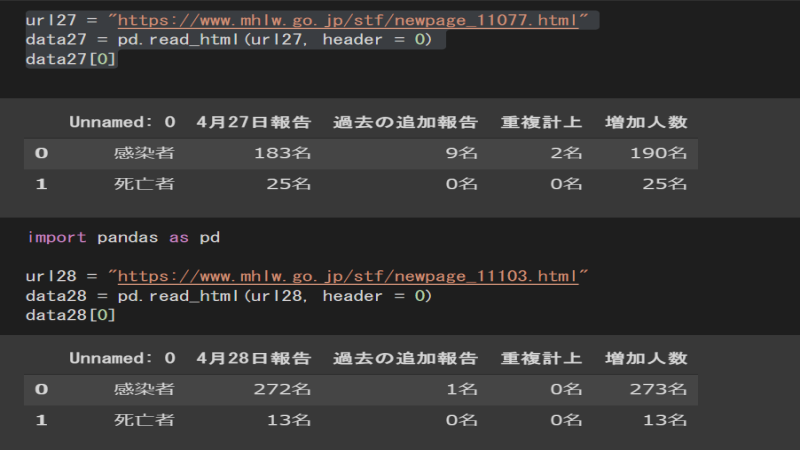 url27 = "https://www.mhlw.go.jp/stf/newpage_11077.html"
data27 = pd.read_html(url27, header = 0)
data27[0]
Unnamed: 0 4月27日報告 過去の追加報告 重複計上 増加人数
0 感染者 183名 9名 2名 190名
1 死亡者 25名 0名 0名 25名
import pandas as pd
url28 = "https://www.mhlw.go.jp/stf/newpage_11103.html"
data28 = pd.read_html(url28, header = 0)
data28[0]
Unnamed: 0 4月28日報告 過去の追加報告 重複計上 増加人数
0 感染者 272名 1名 0名 273名
1 死亡者 13名 0名 0名 13名